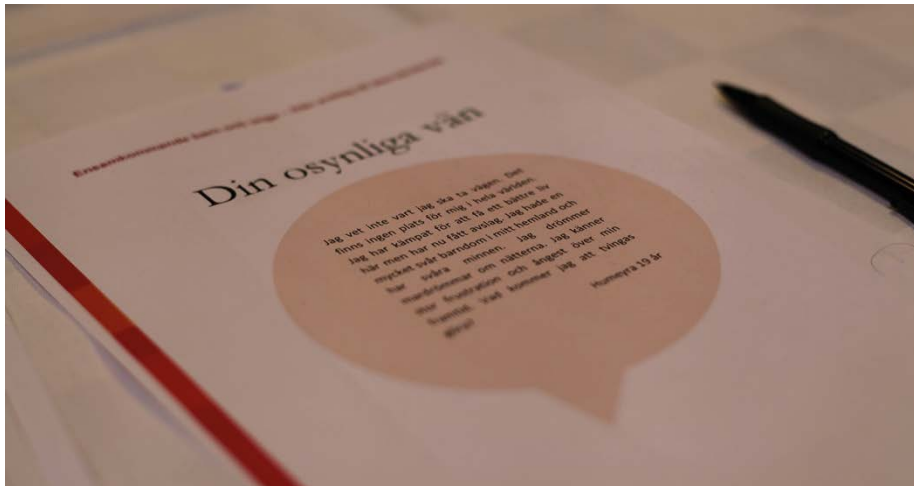 Ensamkommande barn och unga
Din osynliga vän
Jag vet inte vart jag ska ta vägen. Det
finns ingen plats för mig i hela världen.
Jag har kämpat för att få ett bättre liv
här men har nu fått avslag. Jag hade en
mycket svår barndom i mitt hemland och
har svåra minnen. Jag drömmer
mardrömmar om nätterna. Jag känner
stor frustration och ångest över min
framtid. Vad kommer jag att tvingas
göra?
Homeyra 19 år